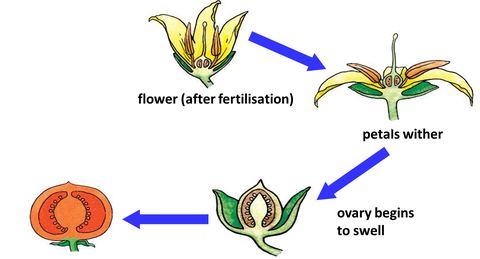 flower (after fertilisation)
petals wither
ovary begins
to swell